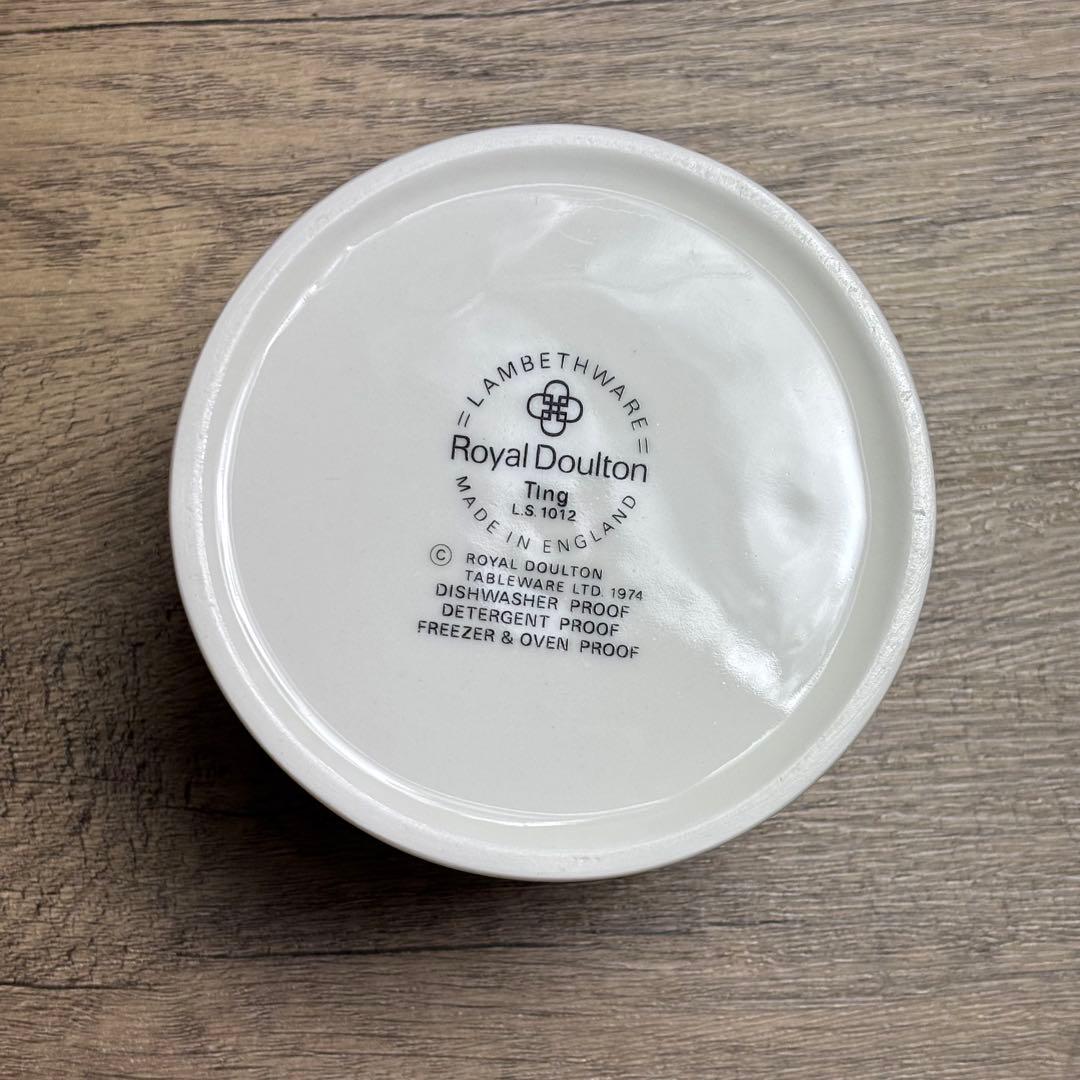 =LAMBETHWARE=
Royal Doulton
Ting
L.S. 1012
MADE IN ENGLAND
© ROYAL DOULTON
TABLEWARE LTD. 1974
DISHWASHER PROOF
DETERGENT PROOF
FREEZER & OVEN PROOF